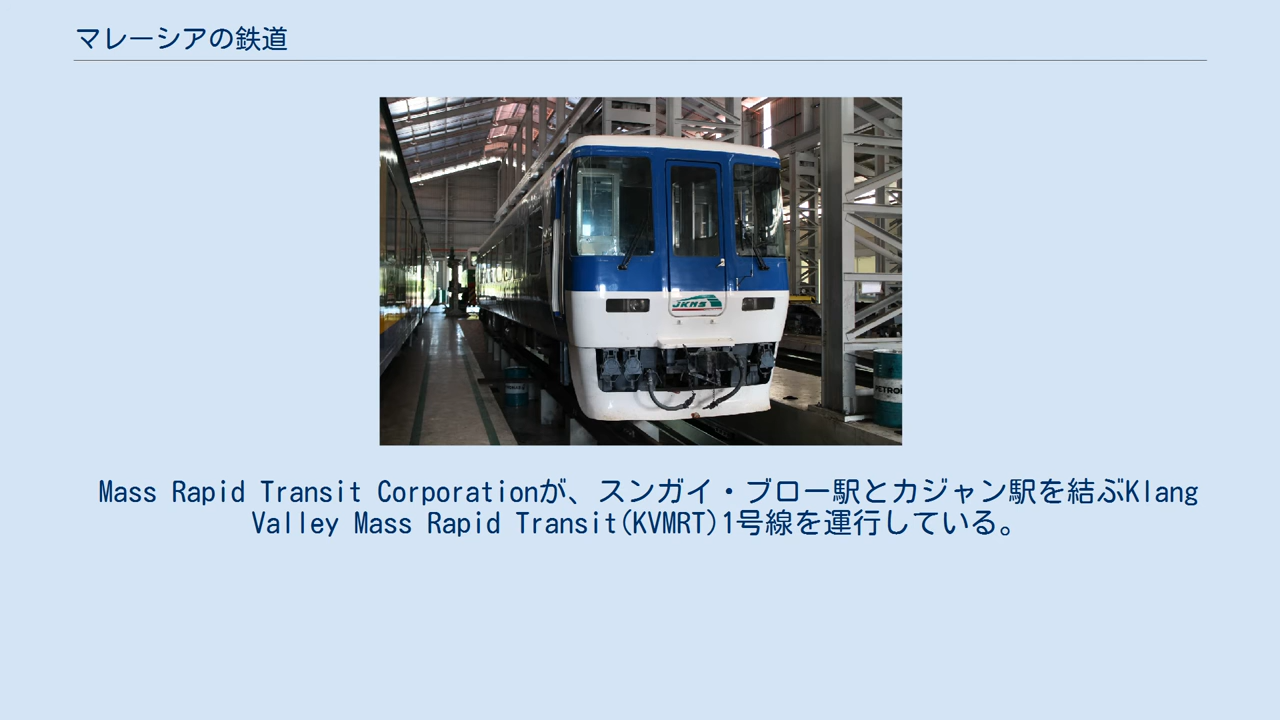 マレーシアの鉄道
JKNS
PETRON
Mass Rapid Transit Corporationが、スンガイ・ブロー駅とカジャン駅を結ぶKlang
Valley Mass Rapid Transit(KVMRT)1号線を運行している。